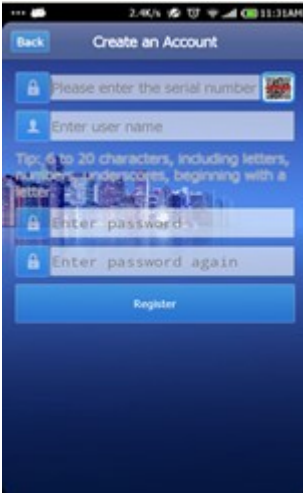 2.4K/s 11:31AM
Back Create an Account
Please enter the serial number
Enter user name
Tip: 6 to 20 characters, including letters,
numbers, underscores, beginning with a
letter
Enter password
Enter password again
Register